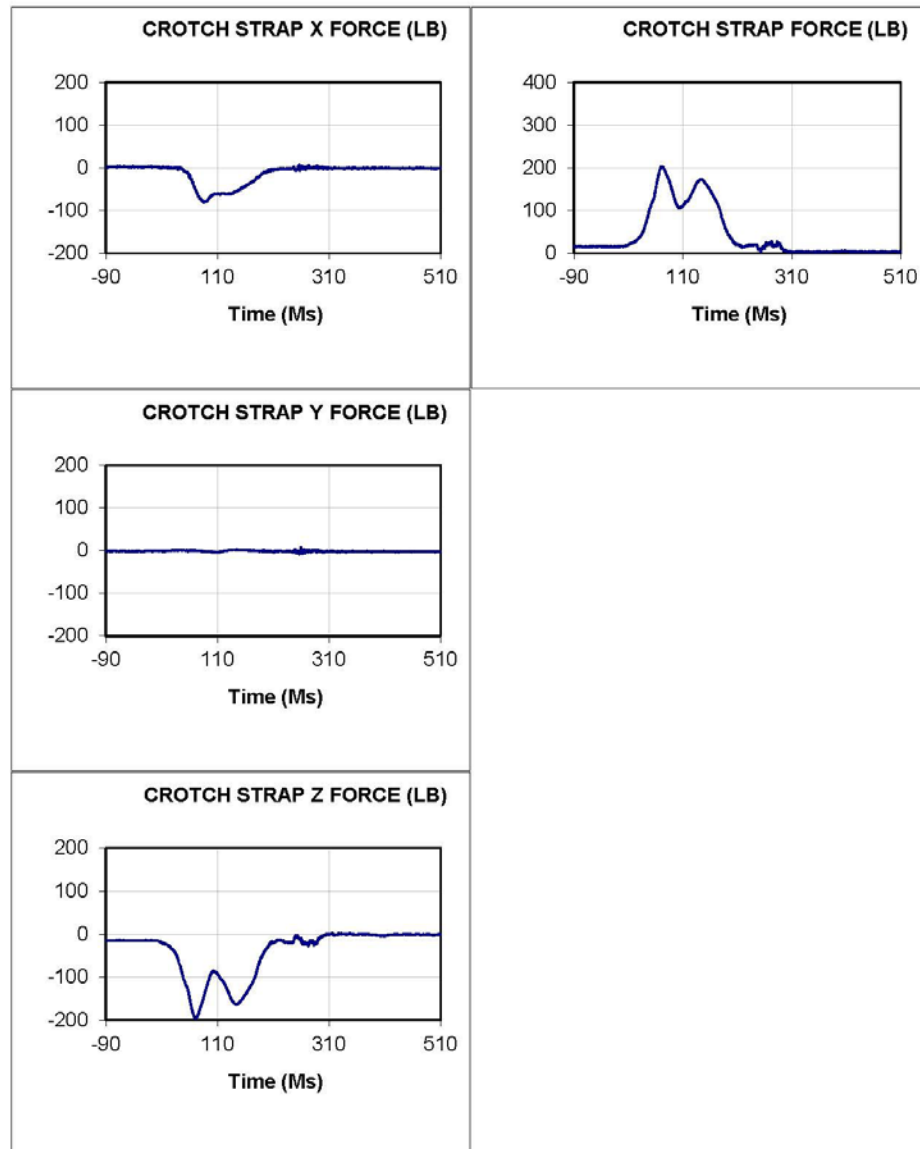 CROTCH STRAP X FORCE (LB)
200
100
0
-100
-200
-90 110 310 510
Time (Ms)
CROTCH STRAP FORCE (LB)
400
300
200
100
0
-90 110 310 510
Time (Ms)
CROTCH STRAP Y FORCE (LB)
200
100
0
-100
-200
-90 110 310 510
Time (Ms)
CROTCH STRAP Z FORCE (LB)
200
100
0
-100
-200
-90 110 310 510
Time (Ms)